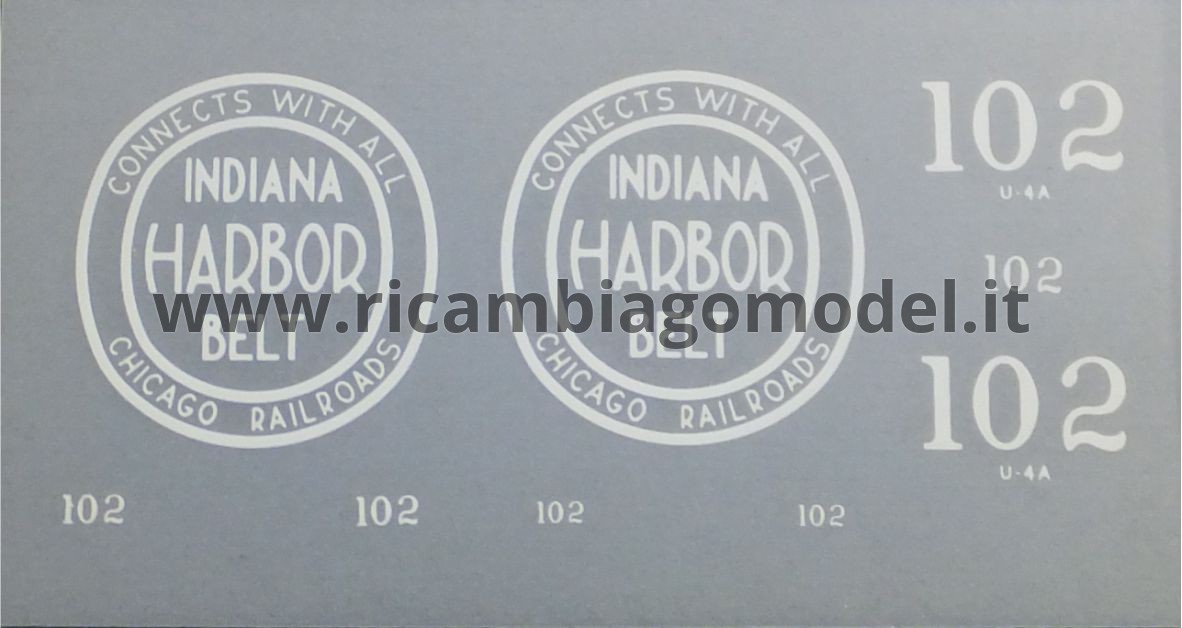 CONNECTS WITH ALL
INDIANA
HARBOR
BELT
CHICAGO RAILROADS
CONNECTS WITH ALL
INDIANA
HARBOR
BELT
CHICAGO RAILROADS
102
U-4A
102
102
U-4A
www.ricambiagomodel.it
102 102 102 102